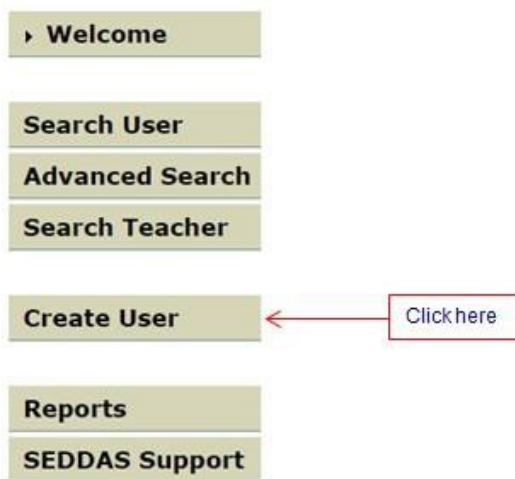 Welcome
Search User
Advanced Search
Search Teacher
Create User
Click here
Reports
SEDDAS Support